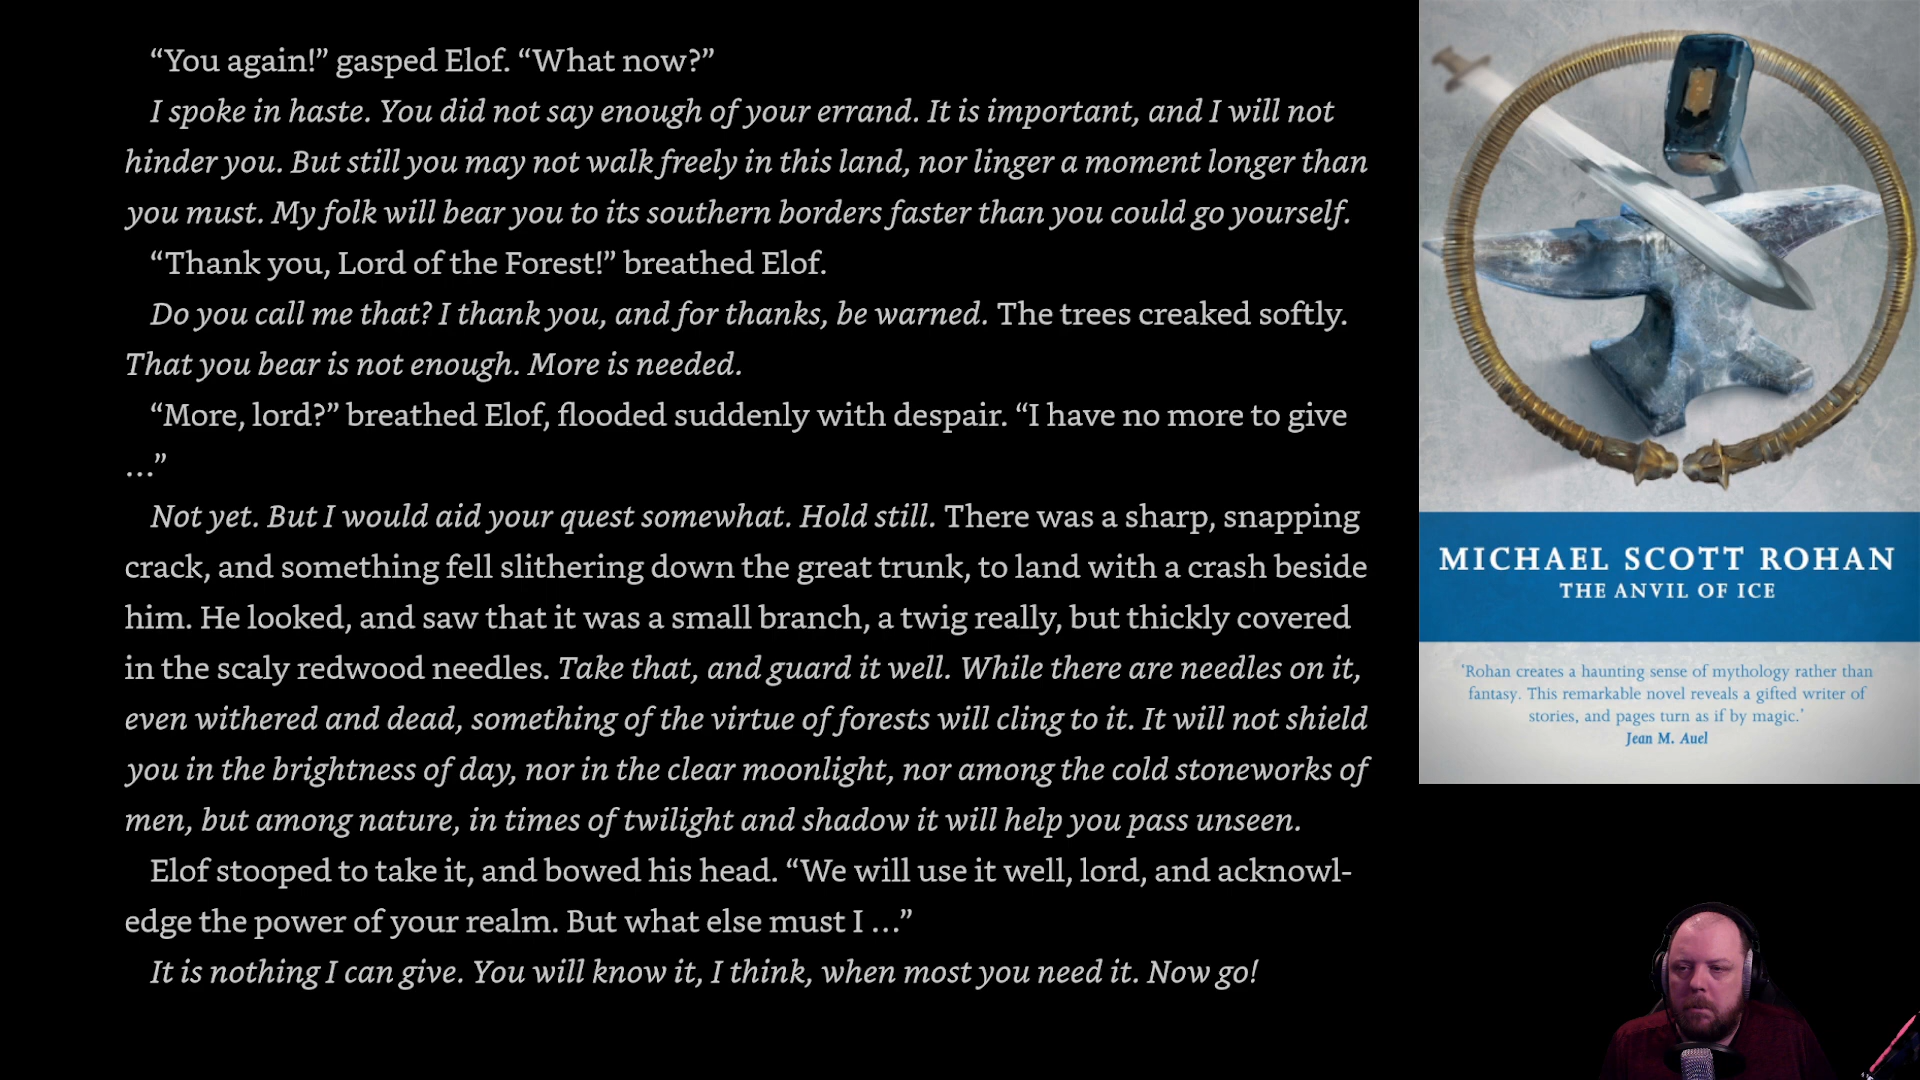 “You again!” gasped Elof. “What now?”
I spoke in haste. You did not say enough of your errand. It is important, and I will not
hinder you. But still you may not walk freely in this land, nor linger a moment longer than
you must. My folk will bear you to its southern borders faster than you could go yourself.
“Thank you, Lord of the Forest!” breathed Elof.
Do you call me that? I thank you, and for thanks, be warned. The trees creaked softly.
That you bear is not enough. More is needed.
“More, lord?” breathed Elof, flooded suddenly with despair. “I have no more to give
…”
Not yet. But I would aid your quest somewhat. Hold still. There was a sharp, snapping
crack, and something fell slithering down the great trunk, to land with a crash beside
him. He looked, and saw that it was a small branch, a twig really, but thickly covered
in the scaly redwood needles. Take that, and guard it well. While there are needles on it,
even withered and dead, something of the virtue of forests will cling to it. It will not shield
you in the brightness of day, nor in the clear moonlight, nor among the cold stoneworks of
men, but among nature, in times of twilight and shadow it will help you pass unseen.
Elof stooped to take it, and bowed his head. “We will use it well, lord, and acknowl-
edge the power of your realm. But what else must I …”
It is nothing I can give. You will know it, I think, when most you need it. Now go!
MICHAEL SCOTT ROHAN
THE ANVIL OF ICE
‘Rohan creates a haunting sense of mythology rather than
fantasy. This remarkable novel reveals a gifted writer of
stories, and pages turn as if by magic.’
Jean M. Auel